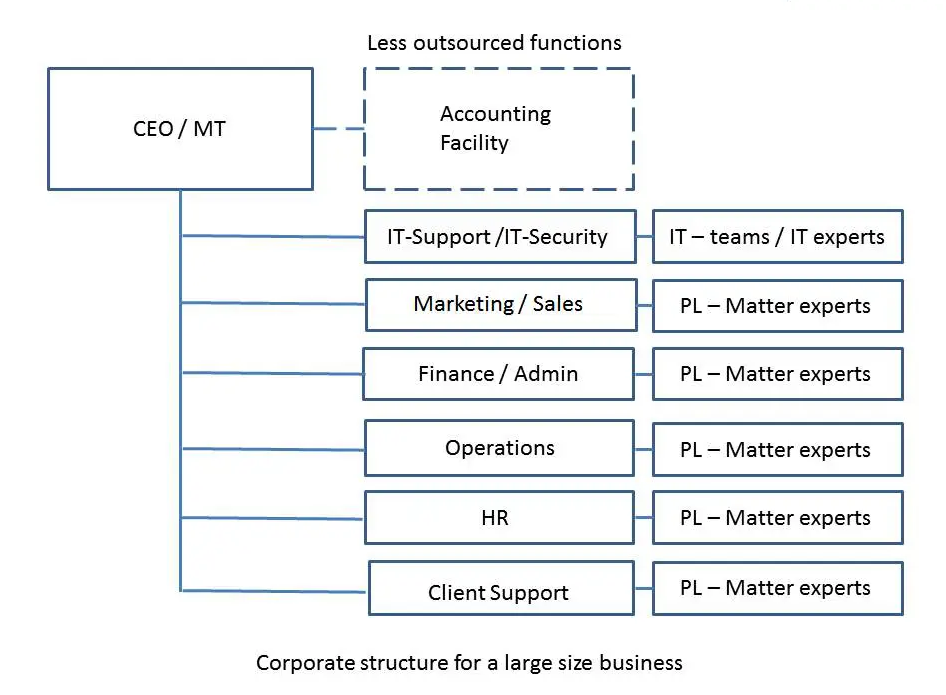 Less outsourced functions
CEO / MT
Accounting
Facility
IT-Support /IT-Security
IT – teams / IT experts
Marketing / Sales
PL – Matter experts
Finance / Admin
PL – Matter experts
Operations
PL – Matter experts
HR
PL – Matter experts
Client Support
PL – Matter experts
Corporate structure for a large size business